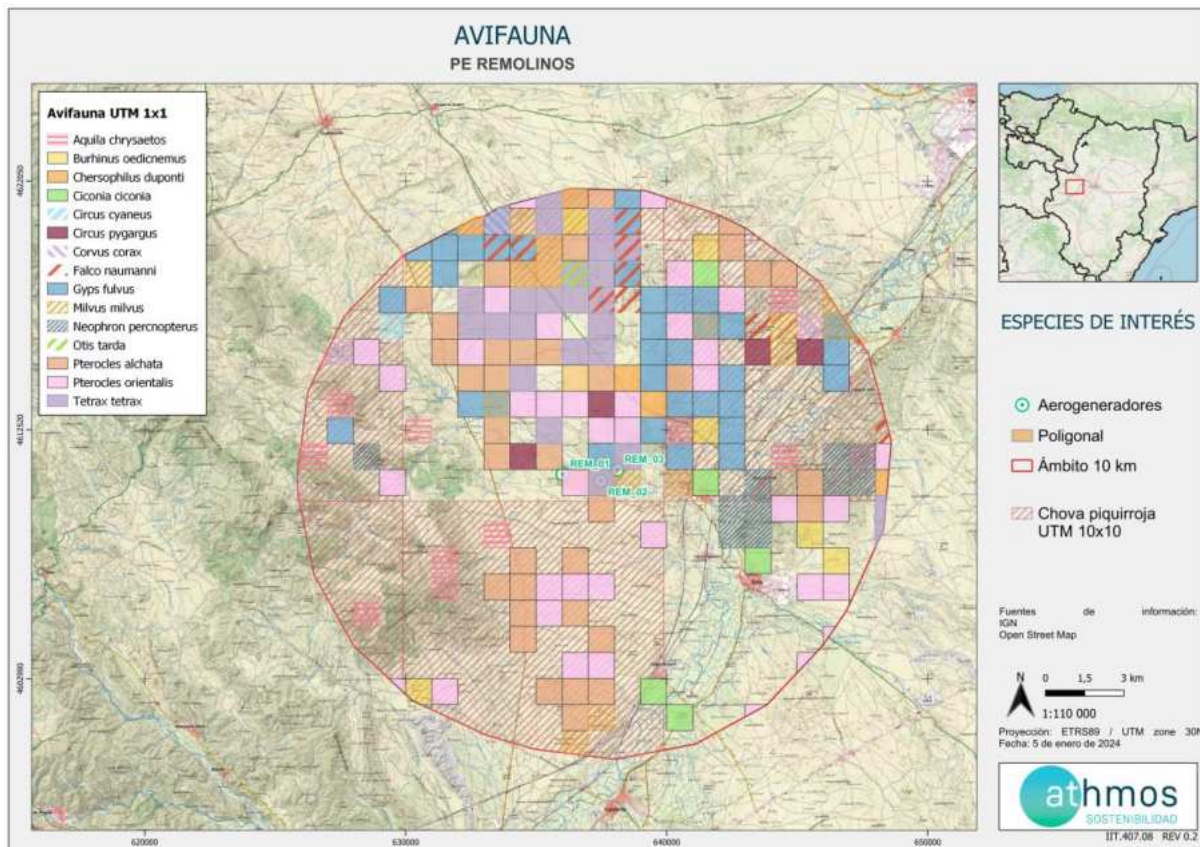 AVIFAUNA
PE REMOLINOS
Avifauna UTM 1x1
Aquila chrysaetos
Burhinus oedicnemus
Chersophilus duponti
Ciconia ciconia
Circus cyaneus
Circus pygargus
Corvus corax
Falco naumanni
Gyps fulvus
Milvus milvus
Neophron percnopterus
Otis tarda
Pterocles alchata
Pterocles orientalis
Tetrax tetrax
4622050
4612520
4602990
REM_01
REM_03
REM_02
620000
630000
640000
650000
ESPECIES DE INTERÉS
Aerogeneradores
Poligonal
Ámbito 10 km
Chova piquirroja
UTM 10x10
Fuentes de información:
IGN
Open Street Map
N
0 1,5 3 km
1:110 000
Proyección: ETRS89 / UTM zone 30N
Fecha: 5 de enero de 2024
athmos
SOSTENIBILIDAD
IIT.407.08 REV 0.2